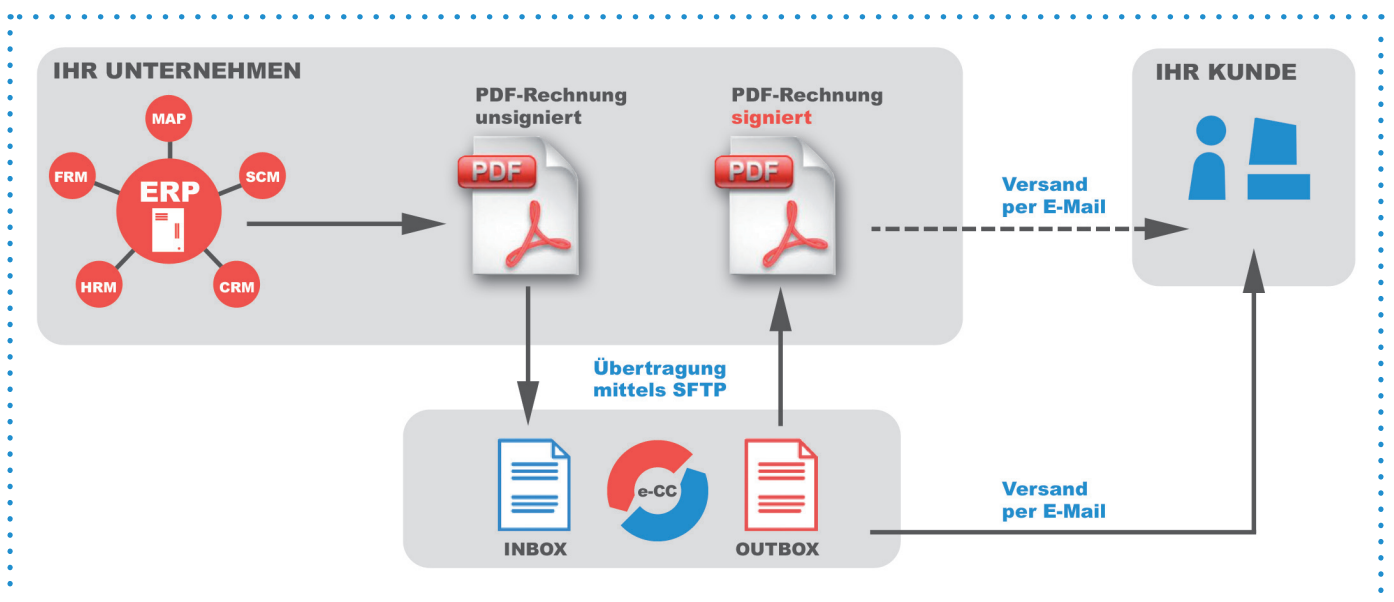 IHR UNTERNEHMEN
MAP
FRM
SCM
ERP
HRM
CRM
PDF-Rechnung
unsigniert
PDF
PDF-Rechnung
signiert
PDF
Versand
per E-Mail
IHR KUNDE
Übertragung
mittels SFTP
INBOX
e-CC
OUTBOX
Versand
per E-Mail